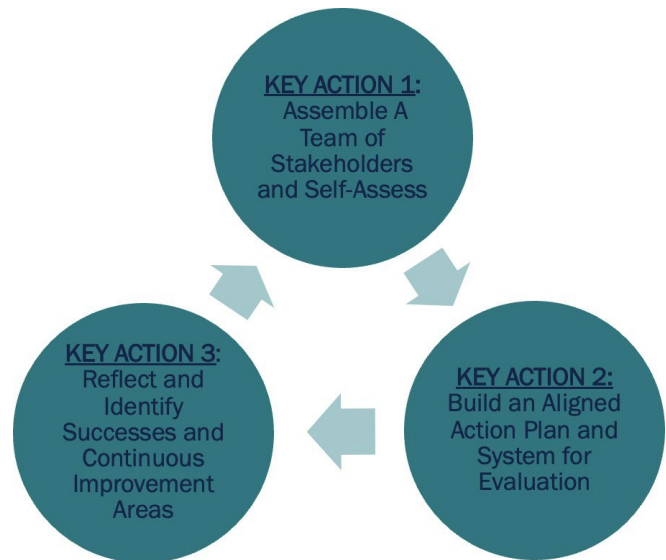 KEY ACTION 1:
Assemble A
Team of
Stakeholders
and Self-Assess
KEY ACTION 2:
Build an Aligned
Action Plan and
System for
Evaluation
KEY ACTION 3:
Reflect and
Identify
Successes and
Continuous
Improvement
Areas